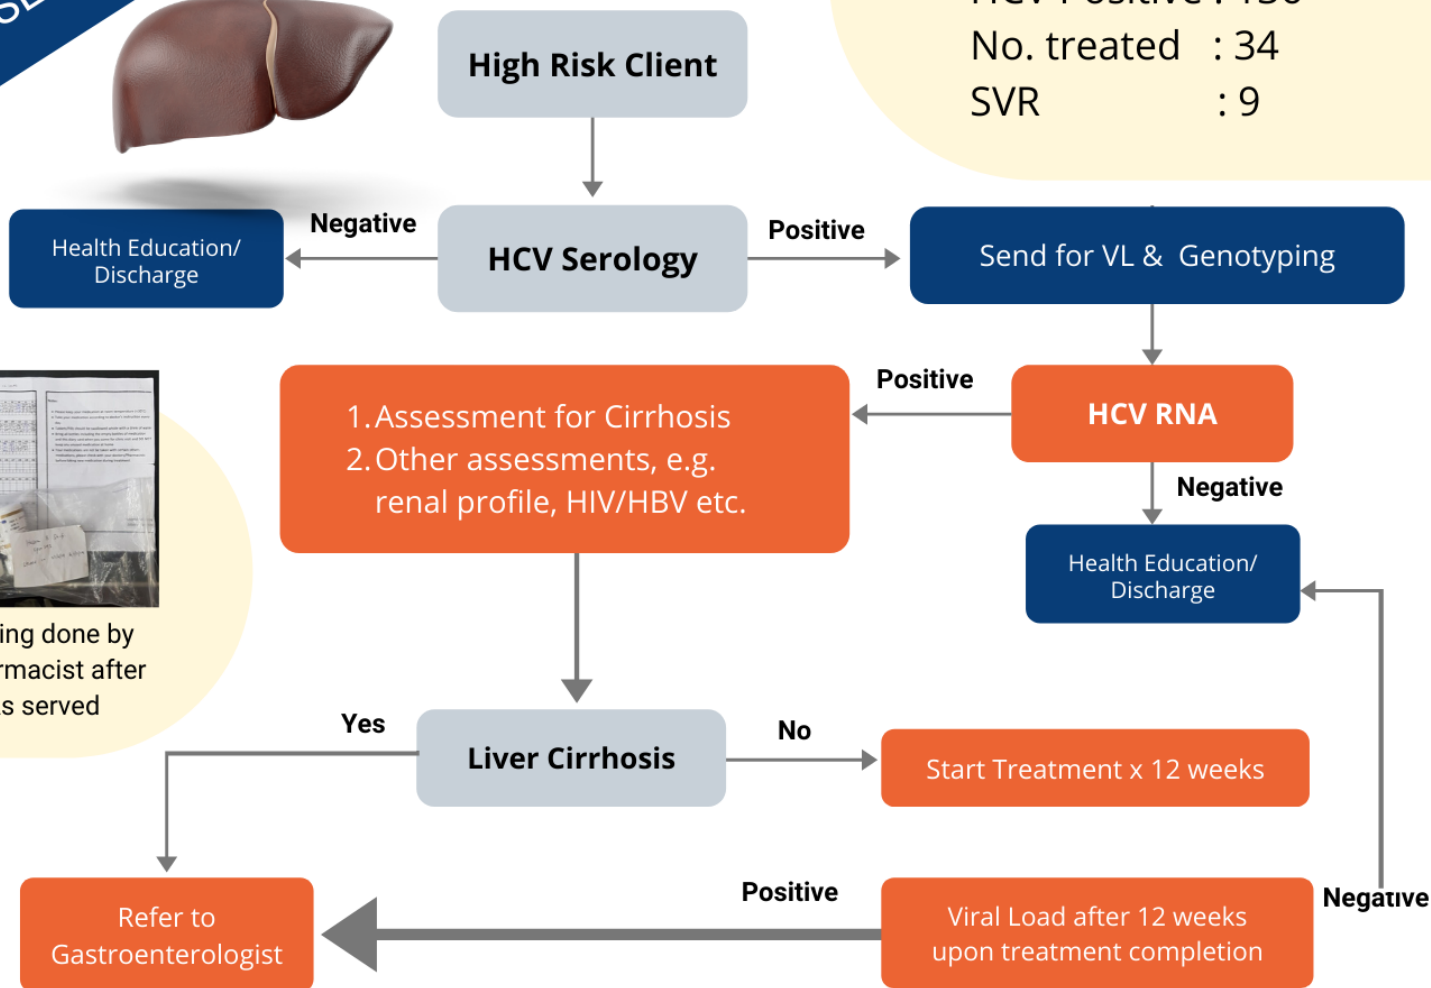 High Risk Client
No. treated : 34
SVR : 9
Negative
Positive
Health Education/
Discharge
HCV Serology
Send for VL & Genotyping
Positive
1. Assessment for Cirrhosis
2. Other assessments, e.g.
renal profile, HIV/HBV etc.
HCV RNA
Negative
Health Education/
Discharge
ing done by
rmacist after
s served
Yes
Liver Cirrhosis
No
Start Treatment x 12 weeks
Positive
Negative
Refer to
Gastroenterologist
Viral Load after 12 weeks
upon treatment completion